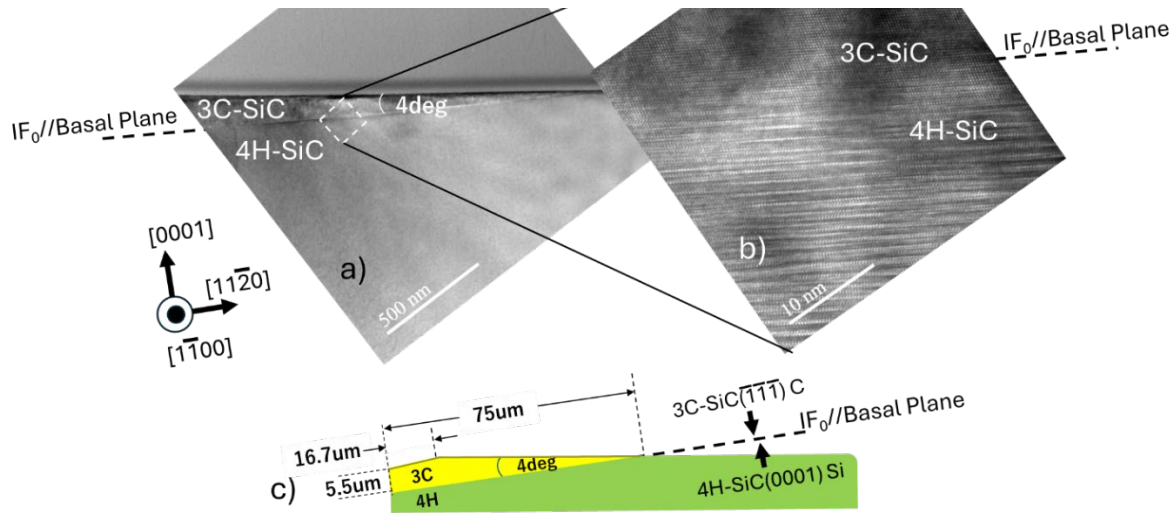 3C-SiC
4deg
IF₀//Basal Plane
4H-SiC
a)
500 nm
3C-SiC
IF₀//Basal Plane
4H-SiC
b)
10 nm
[0001]
[112̅0]
[11̅00]
75um
16.7um
5.5um
c)
3C
4deg
4H
3C-SiC(1̅1̅1̅) C
IF₀//Basal Plane
4H-SiC(0001) Si